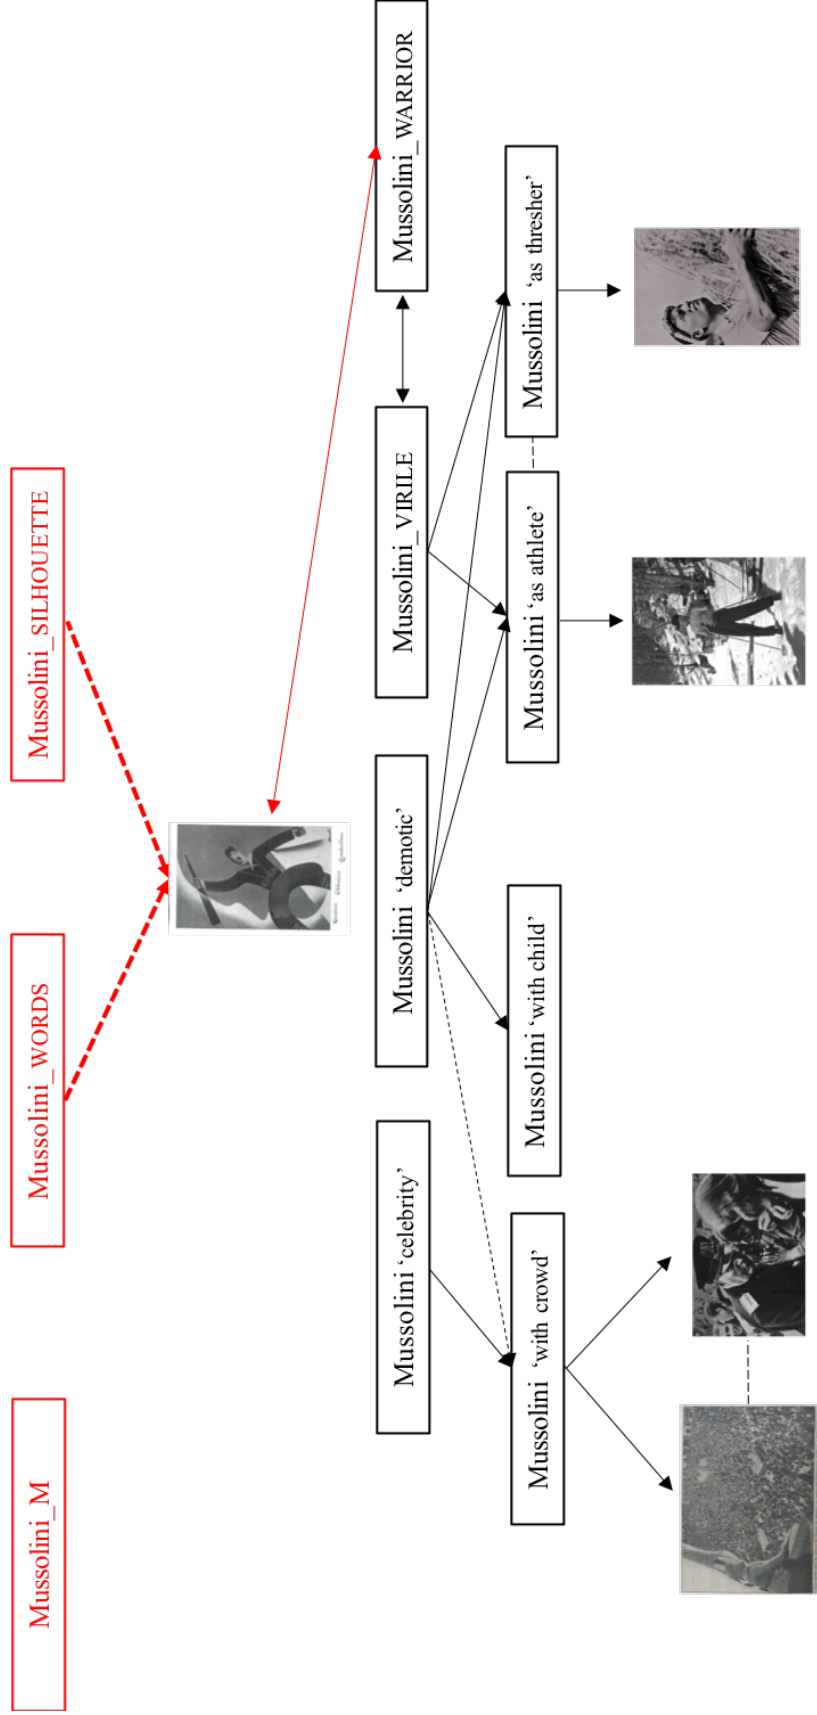 Mussolini_M
Mussolini_WORDS
Mussolini_SILHOUETTE
Mussolini ‘celebrity’
Mussolini ‘demotic’
Mussolini_VIRILE
Mussolini_WARRIOR
Mussolini ‘with crowd’
Mussolini ‘with child’
Mussolini ‘as athlete’
Mussolini ‘as thresher’